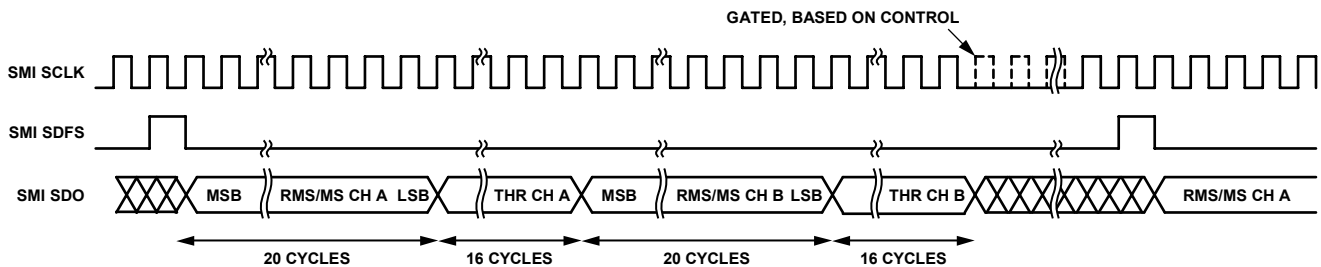 GATED, BASED ON CONTROL
SMI SCLK
SMI SDFS
SMI SDO
MSB
RMS/MS CH A LSB
THR CH A
MSB
RMS/MS CH B LSB
THR CH B
RMS/MS CH A
20 CYCLES
16 CYCLES
20 CYCLES
16 CYCLES